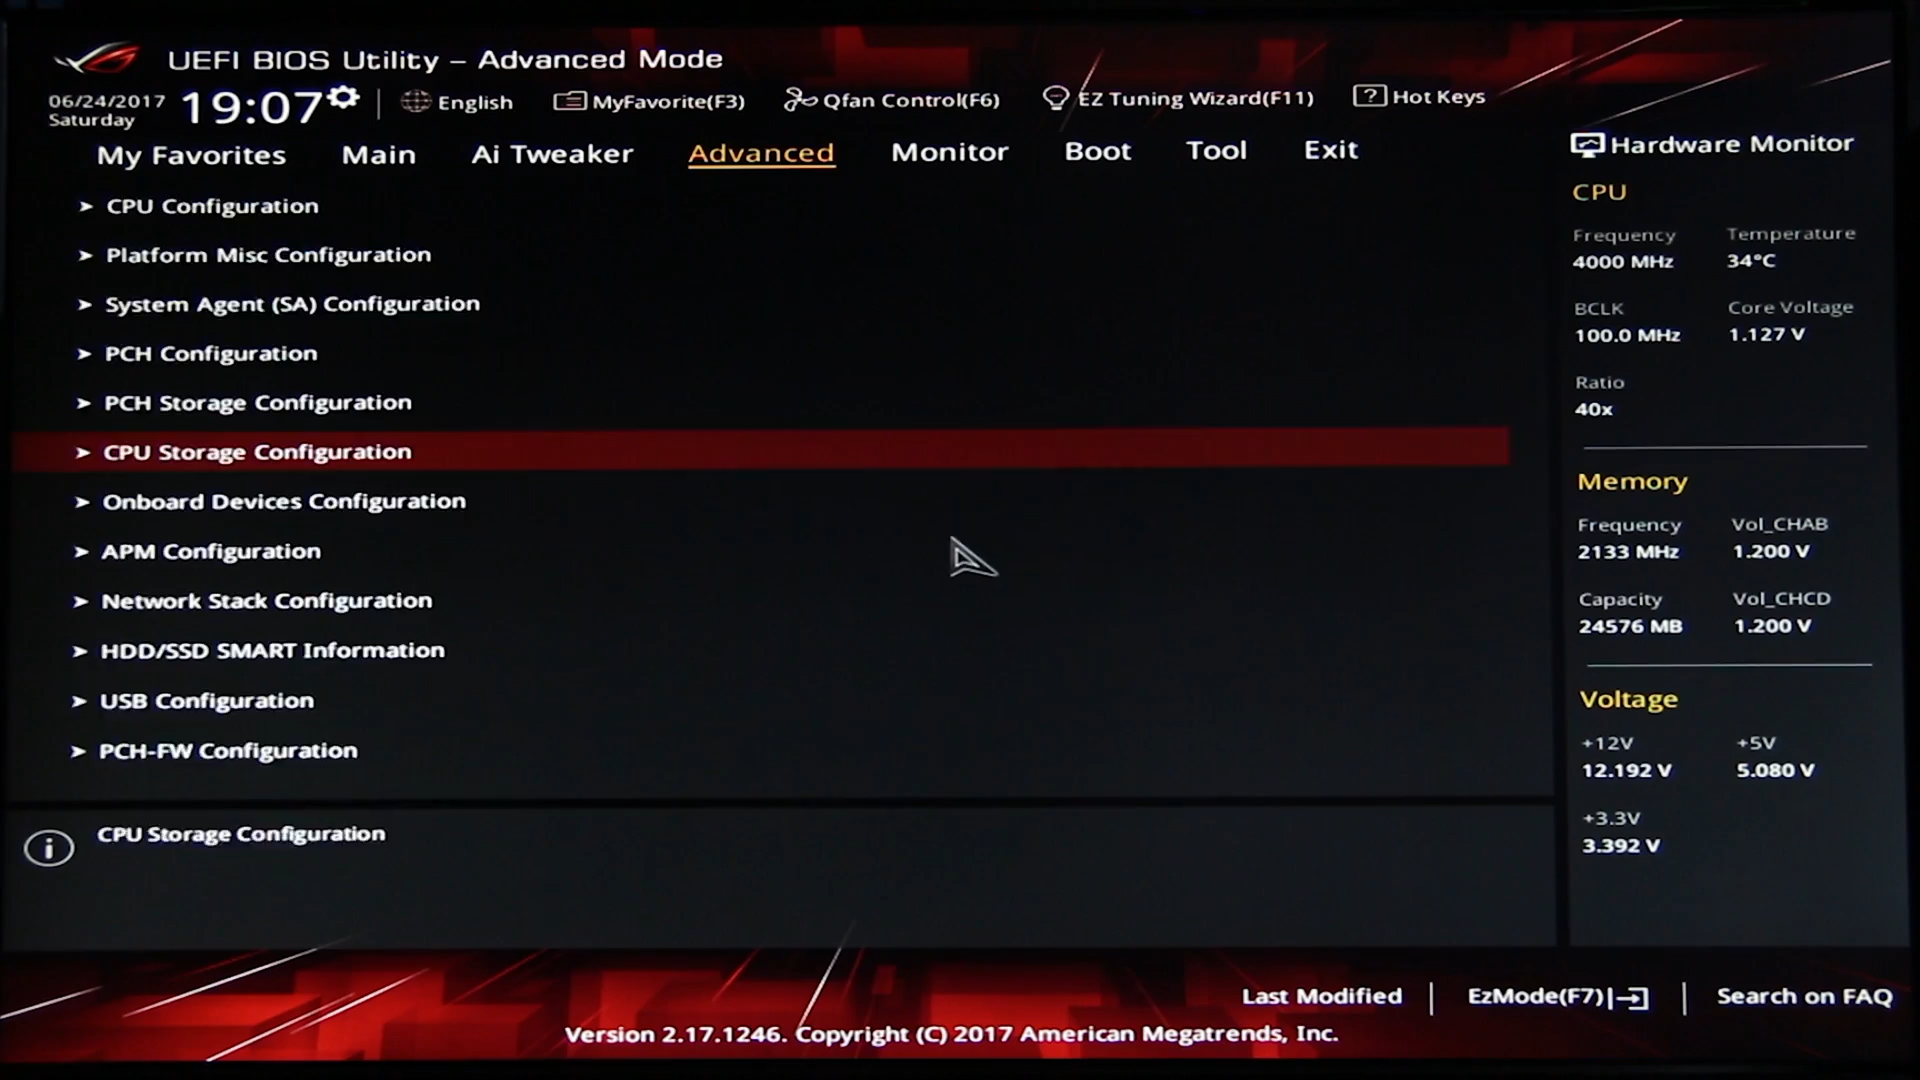 UEFI BIOS Utility – Advanced Mode
06/24/2017
Saturday
19:07
English
MyFavorite(F3)
Qfan Control(F6)
EZ Tuning Wizard(F11)
? Hot Keys
My Favorites
Main
Ai Tweaker
Advanced
Monitor
Boot
Tool
Exit
CPU Configuration
Platform Misc Configuration
System Agent (SA) Configuration
PCH Configuration
PCH Storage Configuration
CPU Storage Configuration
Onboard Devices Configuration
APM Configuration
Network Stack Configuration
HDD/SSD SMART Information
USB Configuration
PCH-FW Configuration
i
CPU Storage Configuration
Hardware Monitor
CPU
Frequency Temperature
4000 MHz 34°C
BCLK Core Voltage
100.0 MHz 1.127 V
Ratio
40x
Memory
Frequency Vol_CHAB
2133 MHz 1.200 V
Capacity Vol_CHCD
24576 MB 1.200 V
Voltage
+12V +5V
12.192 V 5.080 V
+3.3V
3.392 V
Last Modified
EzMode(F7)
Search on FAQ
Version 2.17.1246. Copyright (C) 2017 American Megatrends, Inc.